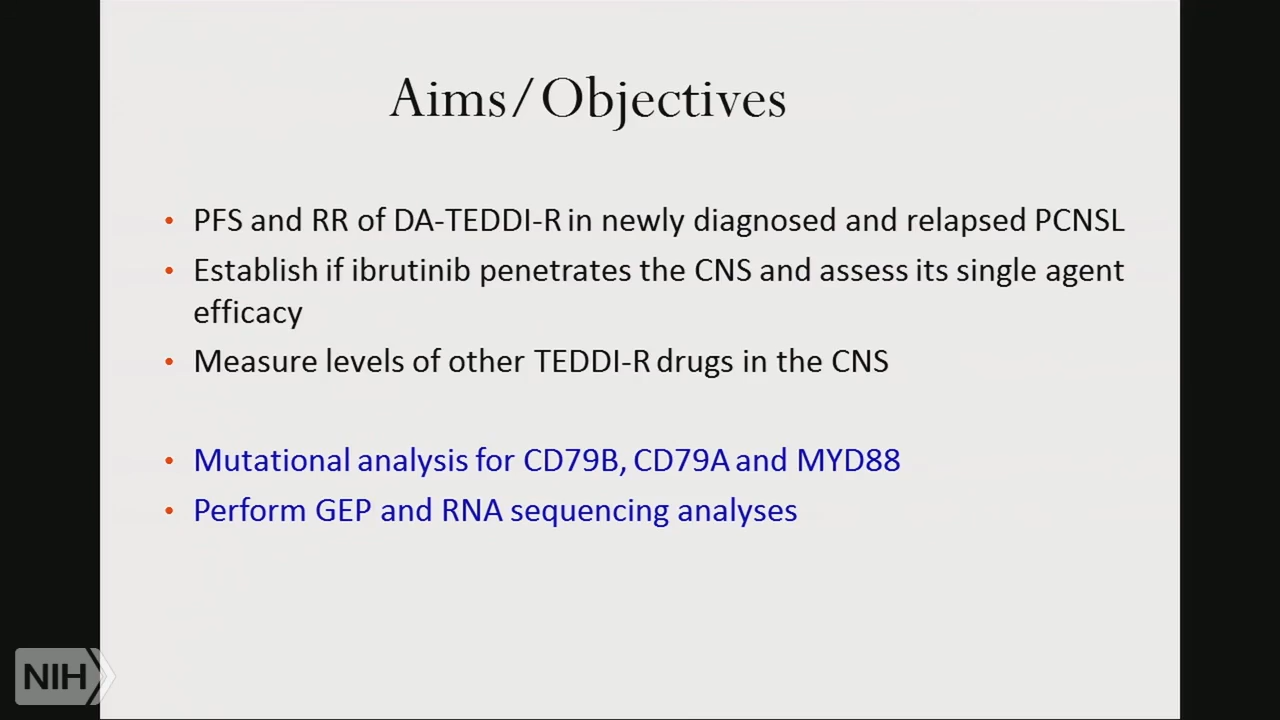 Aims/Objectives
• PFS and RR of DA-TEDDI-R in newly diagnosed and relapsed PCNSL
• Establish if ibrutinib penetrates the CNS and assess its single agent
efficacy
• Measure levels of other TEDDI-R drugs in the CNS
• Mutational analysis for CD79B, CD79A and MYD88
• Perform GEP and RNA sequencing analyses
NIH